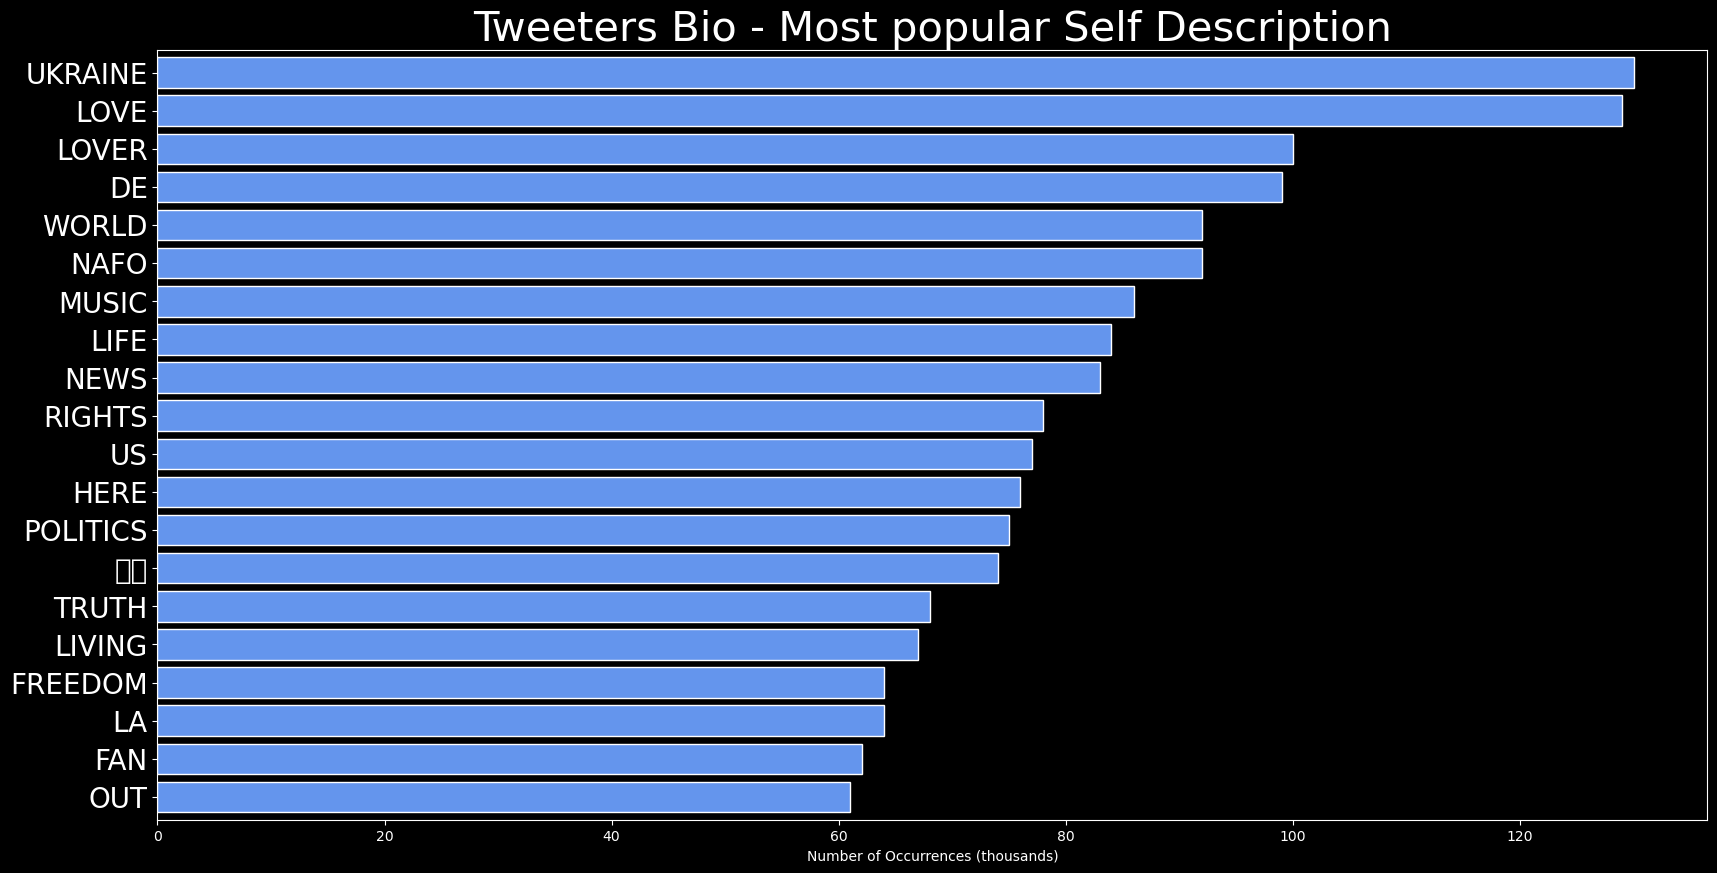 Tweeters Bio - Most popular Self Description
UKRAINE
LOVE
LOVER
DE
WORLD
NAFO
MUSIC
LIFE
NEWS
RIGHTS
US
HERE
POLITICS
TRUTH
LIVING
FREEDOM
LA
FAN
OUT
0 20 40 60 80 100 120
Number of Occurrences (thousands)